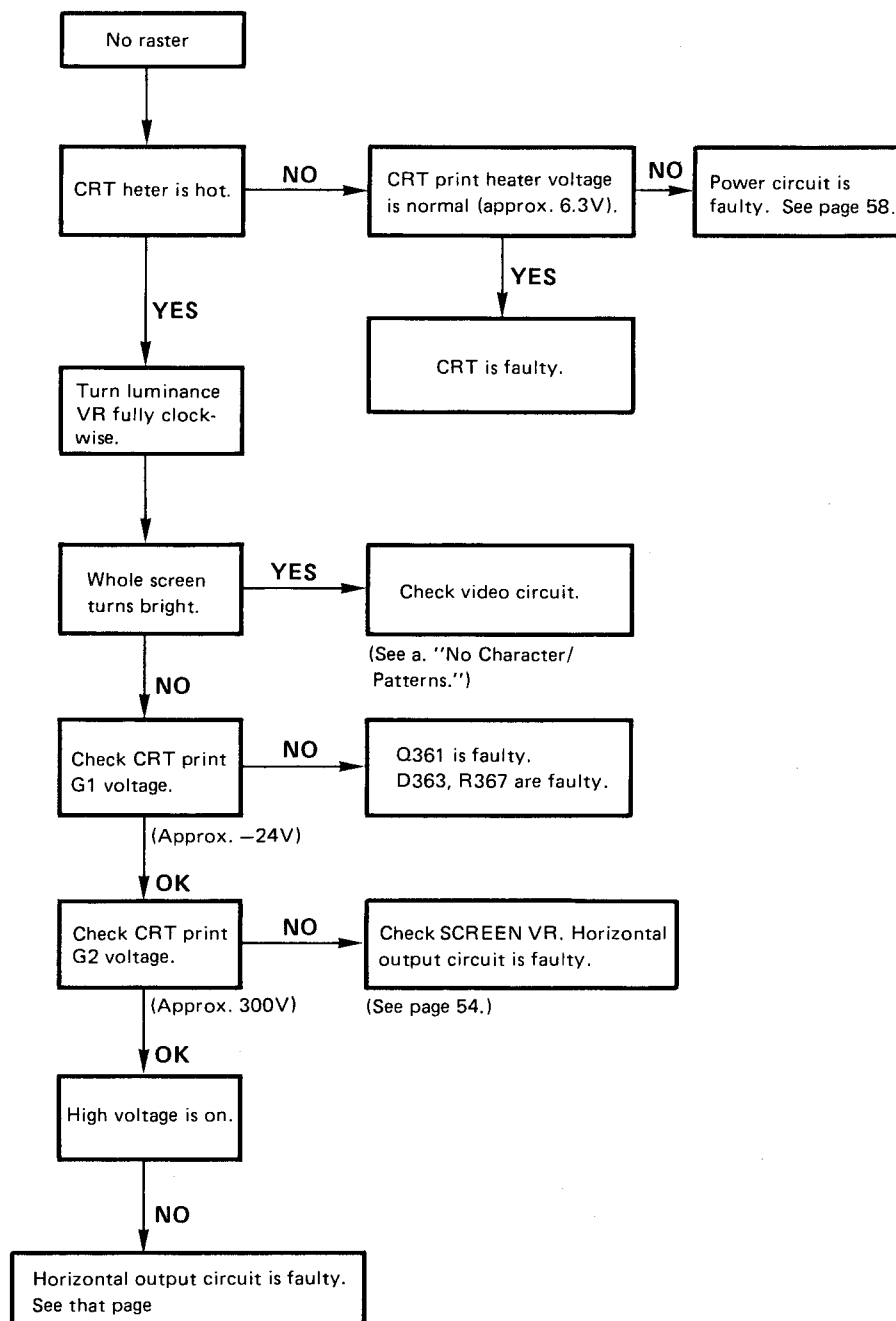 No raster
CRT heter is hot.
NO
CRT print heater voltage
is normal (approx. 6.3V).
NO
Power circuit is
faulty. See page 58.
YES
YES
CRT is faulty.
Turn luminance
VR fully clock-
wise.
Whole screen
turns bright.
YES
Check video circuit.
(See a. "No Character/
Patterns.")
NO
Check CRT print
G1 voltage.
NO
Q361 is faulty.
D363, R367 are faulty.
(Approx. —24V)
OK
Check CRT print
G2 voltage.
NO
Check SCREEN VR. Horizontal
output circuit is faulty.
(Approx. 300V)
(See page 54.)
OK
High voltage is on.
NO
Horizontal output circuit is faulty.
See that page